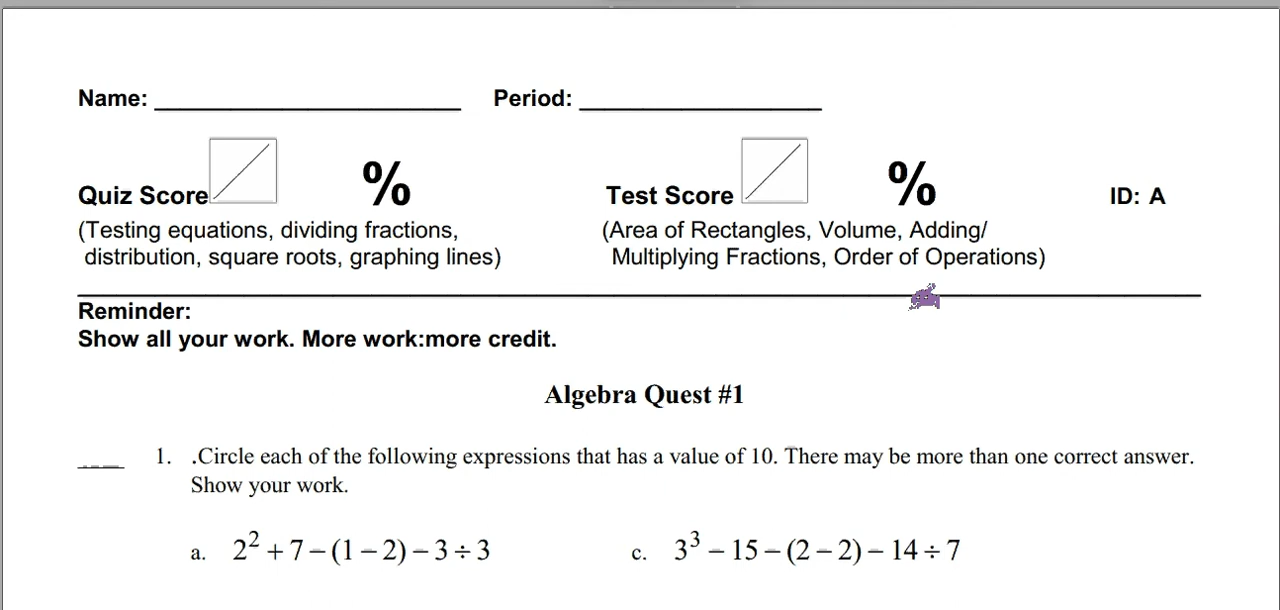 Name: ________________________ Period: ___________________
Quiz Score % Test Score % ID: A
(Testing equations, dividing fractions, (Area of Rectangles, Volume, Adding/
distribution, square roots, graphing lines) Multiplying Fractions, Order of Operations)
Reminder:
Show all your work. More work:more credit.
Algebra Quest #1
____ 1. .Circle each of the following expressions that has a value of 10. There may be more than one correct answer.
Show your work.
a. 2² + 7 – (1 – 2) – 3 ÷ 3 c. 3³ – 15 – (2 – 2) – 14 ÷ 7